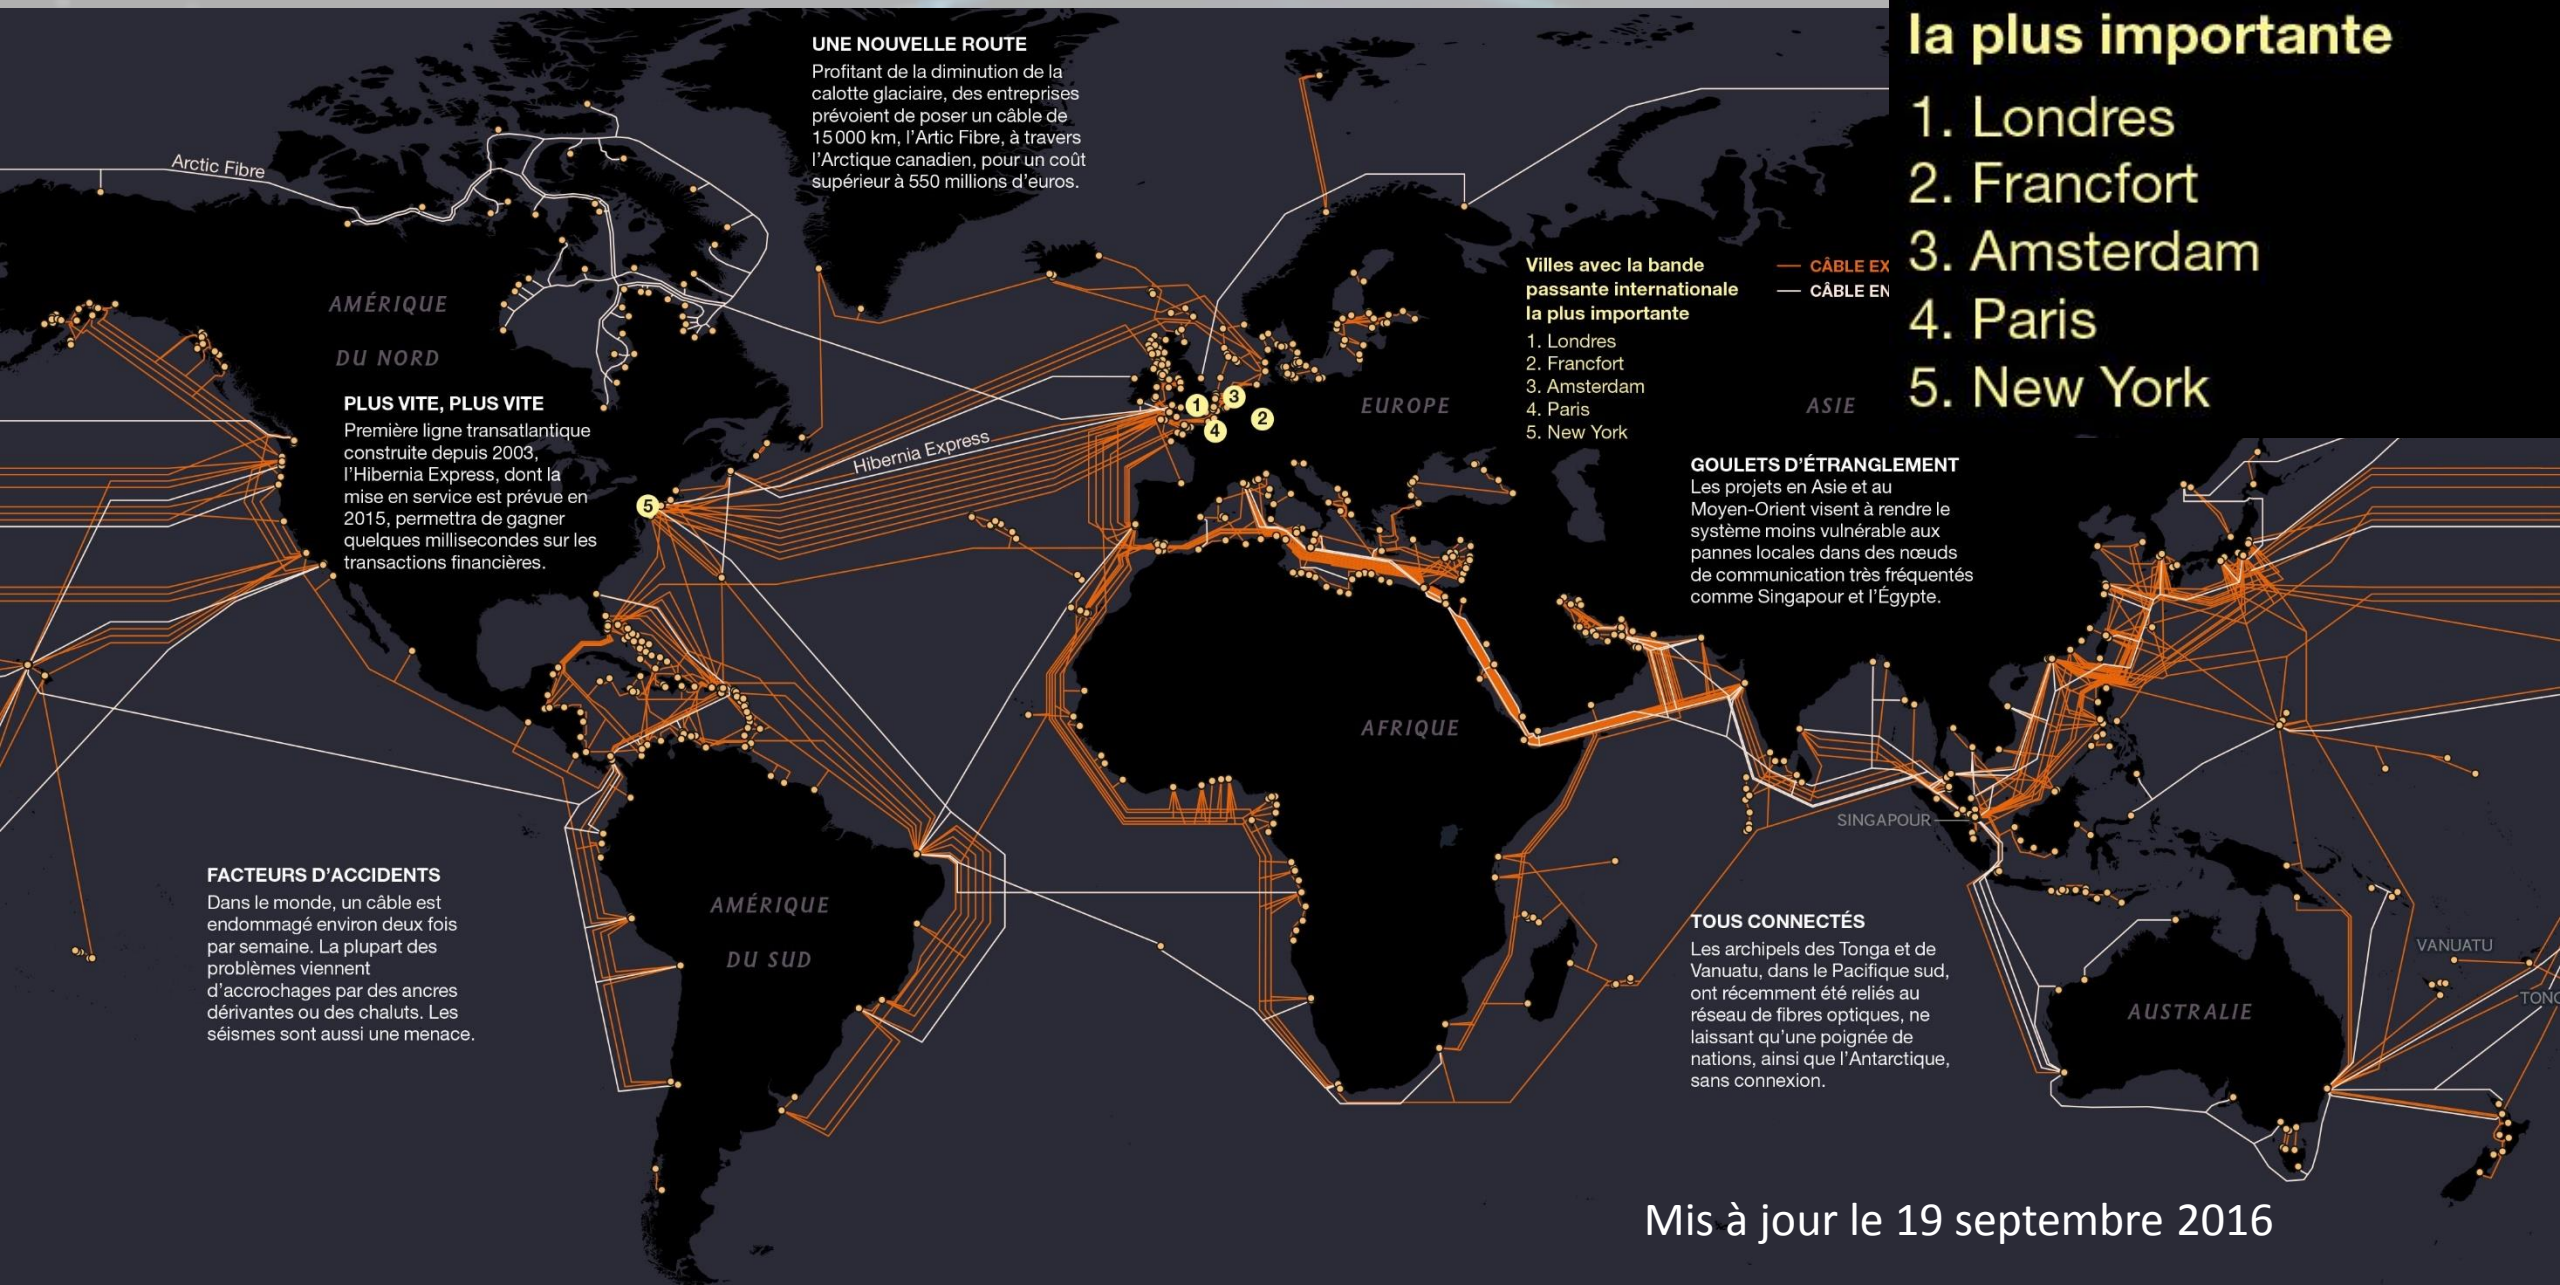 la plus importante
1. Londres
2. Francfort
3. Amsterdam
4. Paris
5. New York
UNE NOUVELLE ROUTE
Profitant de la diminution de la
calotte glaciaire, des entreprises
prévoient de poser un câble de
15 000 km, l'Artic Fibre, à travers
l'Arctique canadien, pour un coût
supérieur à 550 millions d'euros.
Arctic Fibre
AMÉRIQUE
DU NORD
PLUS VITE, PLUS VITE
Première ligne transatlantique
construite depuis 2003,
l'Hibernia Express, dont la
mise en service est prévue en
2015, permettra de gagner
quelques millisecondes sur les
transactions financières.
Hibernia Express
1
2
3
4
5
EUROPE
Villes avec la bande
passante internationale
la plus importante
1. Londres
2. Francfort
3. Amsterdam
4. Paris
5. New York
CÂBLE EX
CÂBLE EN
ASIE
GOULETS D'ÉTRANGLEMENT
Les projets en Asie et au
Moyen-Orient visent à rendre le
système moins vulnérable aux
pannes locales dans des nœuds
de communication très fréquentés
comme Singapour et l'Égypte.
AFRIQUE
SINGAPOUR
FACTEURS D'ACCIDENTS
Dans le monde, un câble est
endommagé environ deux fois
par semaine. La plupart des
problèmes viennent
d'accrochages par des ancres
dérivantes ou des chaluts. Les
séismes sont aussi une menace.
AMÉRIQUE
DU SUD
TOUS CONNECTÉS
Les archipels des Tonga et de
Vanuatu, dans le Pacifique sud,
ont récemment été reliés au
réseau de fibres optiques, ne
laissant qu'une poignée de
nations, ainsi que l'Antarctique,
sans connexion.
VANUATU
TONG
AUSTRALIE
Mis à jour le 19 septembre 2016